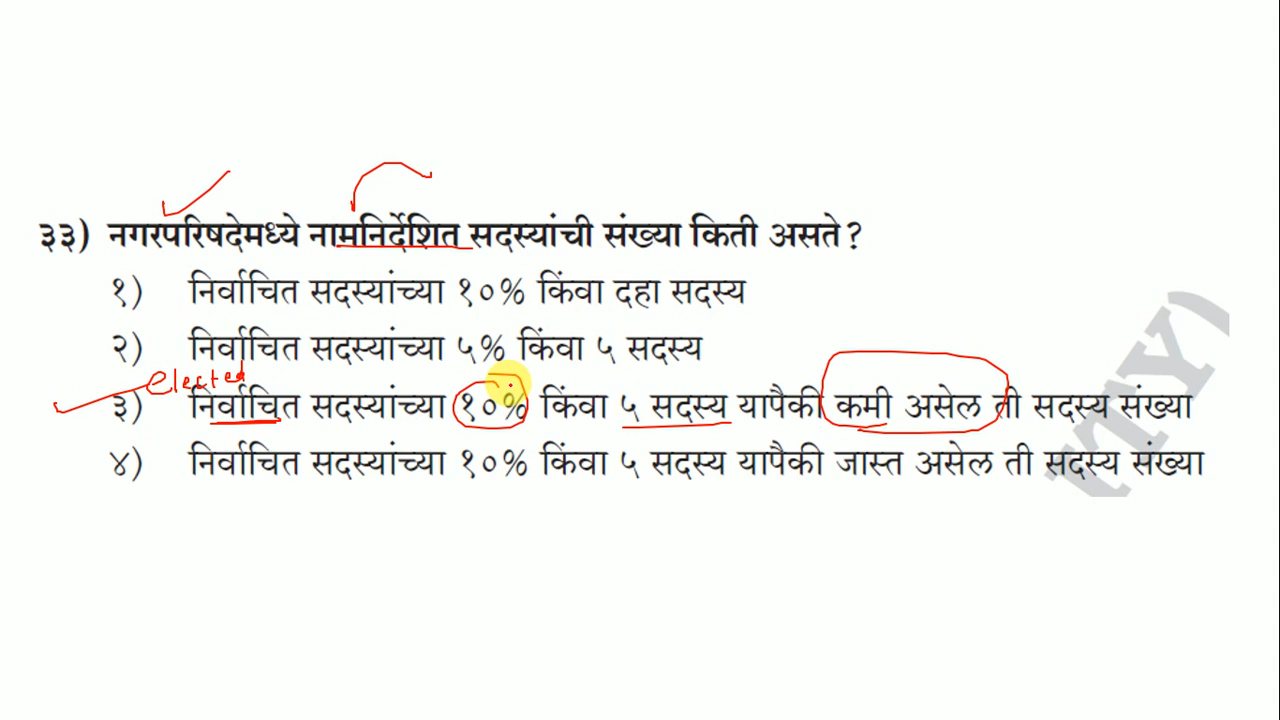 ३३) नगरपरिषदेमध्ये नामनिर्देशित सदस्यांची संख्या किती असते?
१) निर्वाचित सदस्यांच्या १०% किंवा दहा सदस्य
२) निर्वाचित सदस्यांच्या ५% किंवा ५ सदस्य
elected
३) निर्वाचित सदस्यांच्या १०% किंवा ५ सदस्य यापैकी कमी असेल ती सदस्य संख्या
४) निर्वाचित सदस्यांच्या १०% किंवा ५ सदस्य यापैकी जास्त असेल ती सदस्य संख्या